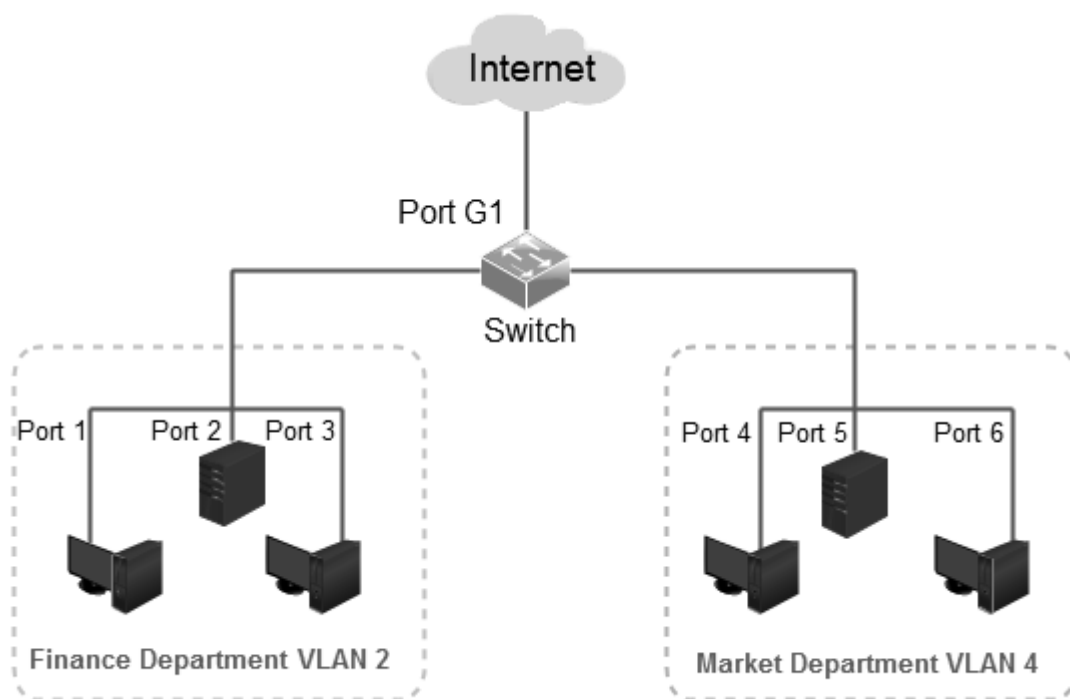 Internet
Port G1
Switch
Port 1
Port 2
Port 3
Port 4
Port 5
Port 6
Finance Department VLAN 2
Market Department VLAN 4